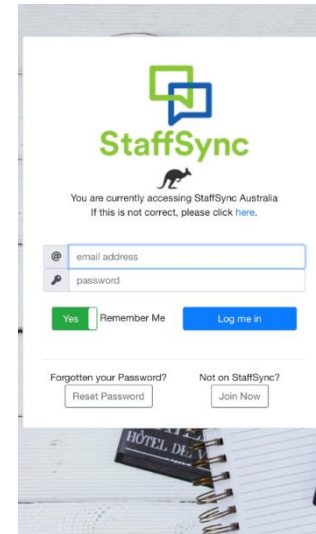 StaffSync
You are currently accessing StaffSync Australia
If this is not correct, please click here.
@ email address
password
Yes Remember Me Log me in
Forgotten your Password? Not on StaffSync?
Reset Password Join Now
HÔTEL DE V